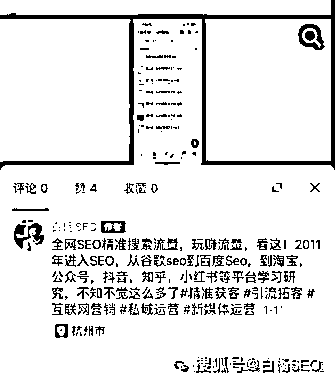 评论 0 赞 4 收藏 0
白杨SEO 作者
全网SEO精准搜索流量，玩赚流量，看这！2011
年进入SEO，从谷歌seo到百度Seo，到淘宝，
公众号，抖音，知乎，小红书等平台学习研
究，不知不觉这么多了#精准获客 #引流拓客 #
互联网营销 #私域运营 #新媒体运营 1-11
杭州市
搜狐号@白杨SEO